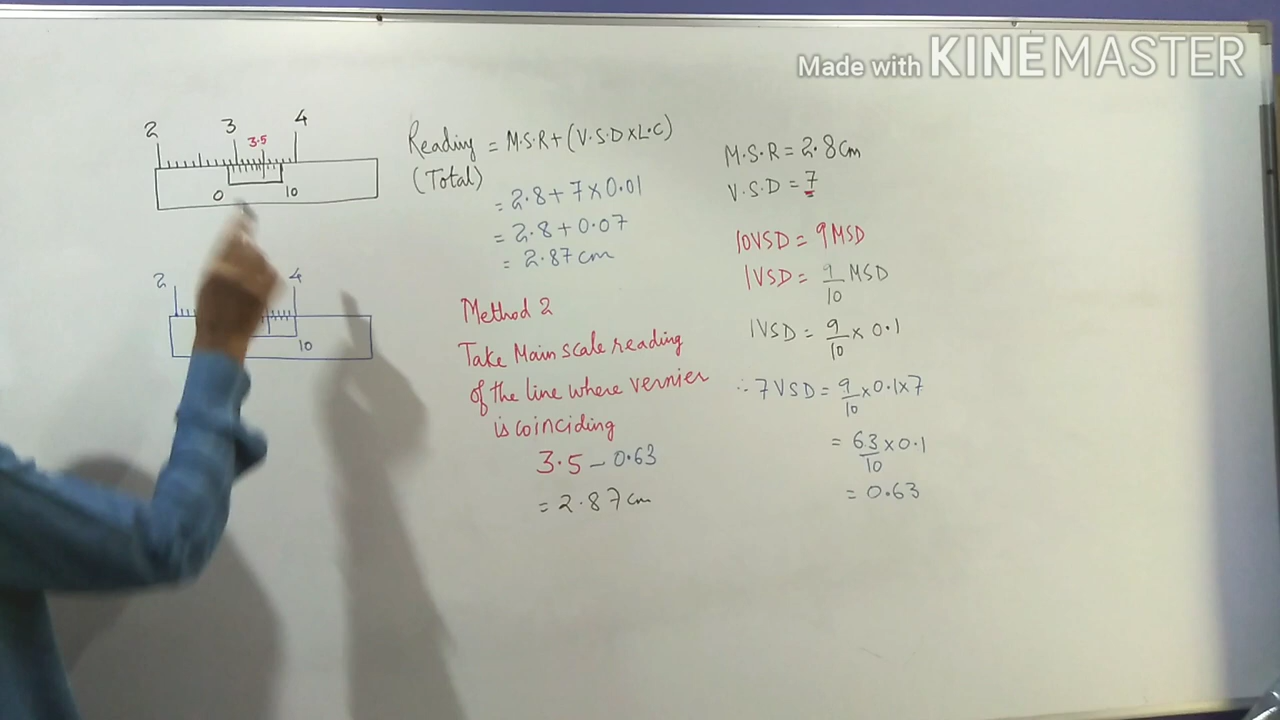 Made with KINEMASTER
2 3 4
3.5
0 10
2 4
10
Reading = M.S.R + (V.S.D × L.C)
(Total)
= 2.8 + 7 × 0.01
= 2.8 + 0.07
= 2.87 cm
Method 2
Take Main scale reading
of the line where vernier
is coinciding
3.5 – 0.63
= 2.87 cm
M.S.R = 2.8 cm
V.S.D = 7
10 VSD = 9 MSD
1 VSD = 9/10 MSD
1 VSD = 9/10 × 0.1
∴ 7 VSD = 9/10 × 0.1 × 7
= 63/10 × 0.1
= 0.63